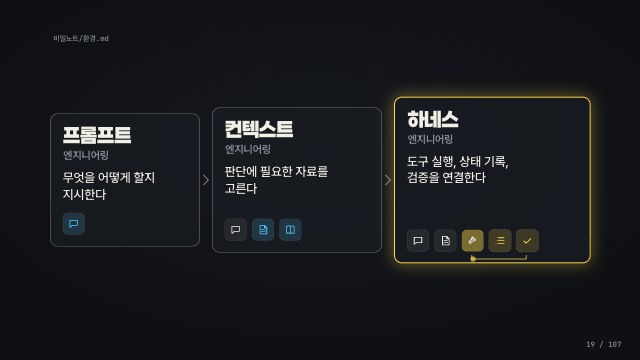 비밀노트/환경.md
프롬프트
엔지니어링
무엇을 어떻게 할지
지시한다
컨텍스트
엔지니어링
판단에 필요한 자료를
고른다
하네스
엔지니어링
도구 실행, 상태 기록,
검증을 연결한다
19 / 107